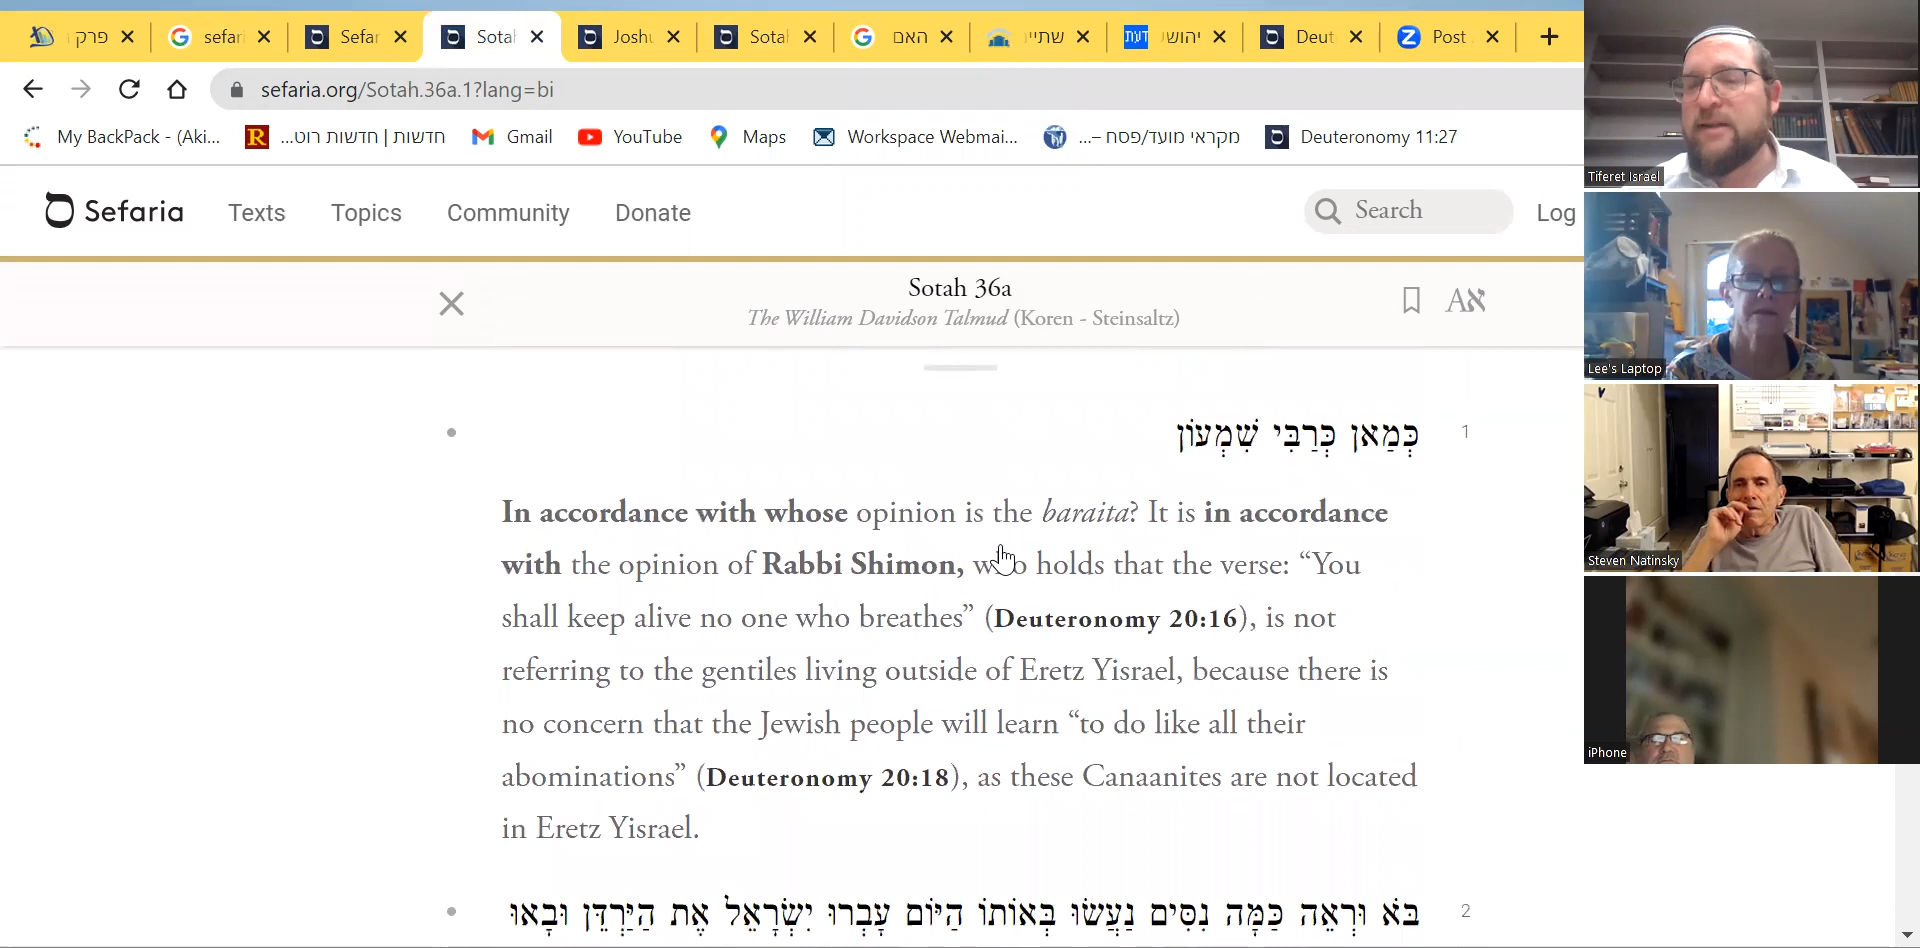 פרק
sefari
Sefar
Sotah
Joshu
Sotah
האם
שתיינ
דעת
יהוש
Deut
Post
sefaria.org/Sotah.36a.1?lang=bi
My BackPack - (Aki...
R
חדשות | חדשות רוט...
Gmail
YouTube
Maps
Workspace Webmai...
מקראי מועד/פסח – ...
Deuteronomy 11:27
Sefaria
Texts
Topics
Community
Donate
Search
Log
Sotah 36a
The William Davidson Talmud (Koren - Steinsaltz)
Aא
כְּמַאן כְּרַבִּי שִׁמְעוֹן
1
In accordance with whose opinion is the baraita? It is in accordance
with the opinion of Rabbi Shimon, who holds that the verse: “You
shall keep alive no one who breathes” (Deuteronomy 20:16), is not
referring to the gentiles living outside of Eretz Yisrael, because there is
no concern that the Jewish people will learn “to do like all their
abominations” (Deuteronomy 20:18), as these Canaanites are not located
in Eretz Yisrael.
בֹּא וּרְאֵה כַּמָּה נִסִּים נַעֲשׂוּ בְּאוֹתוֹ הַיּוֹם עָבְרוּ יִשְׂרָאֵל אֶת הַיַּרְדֵּן וּבָאוּ
2
Tiferet Israel
Lee's Laptop
Steven Natinsky
iPhone